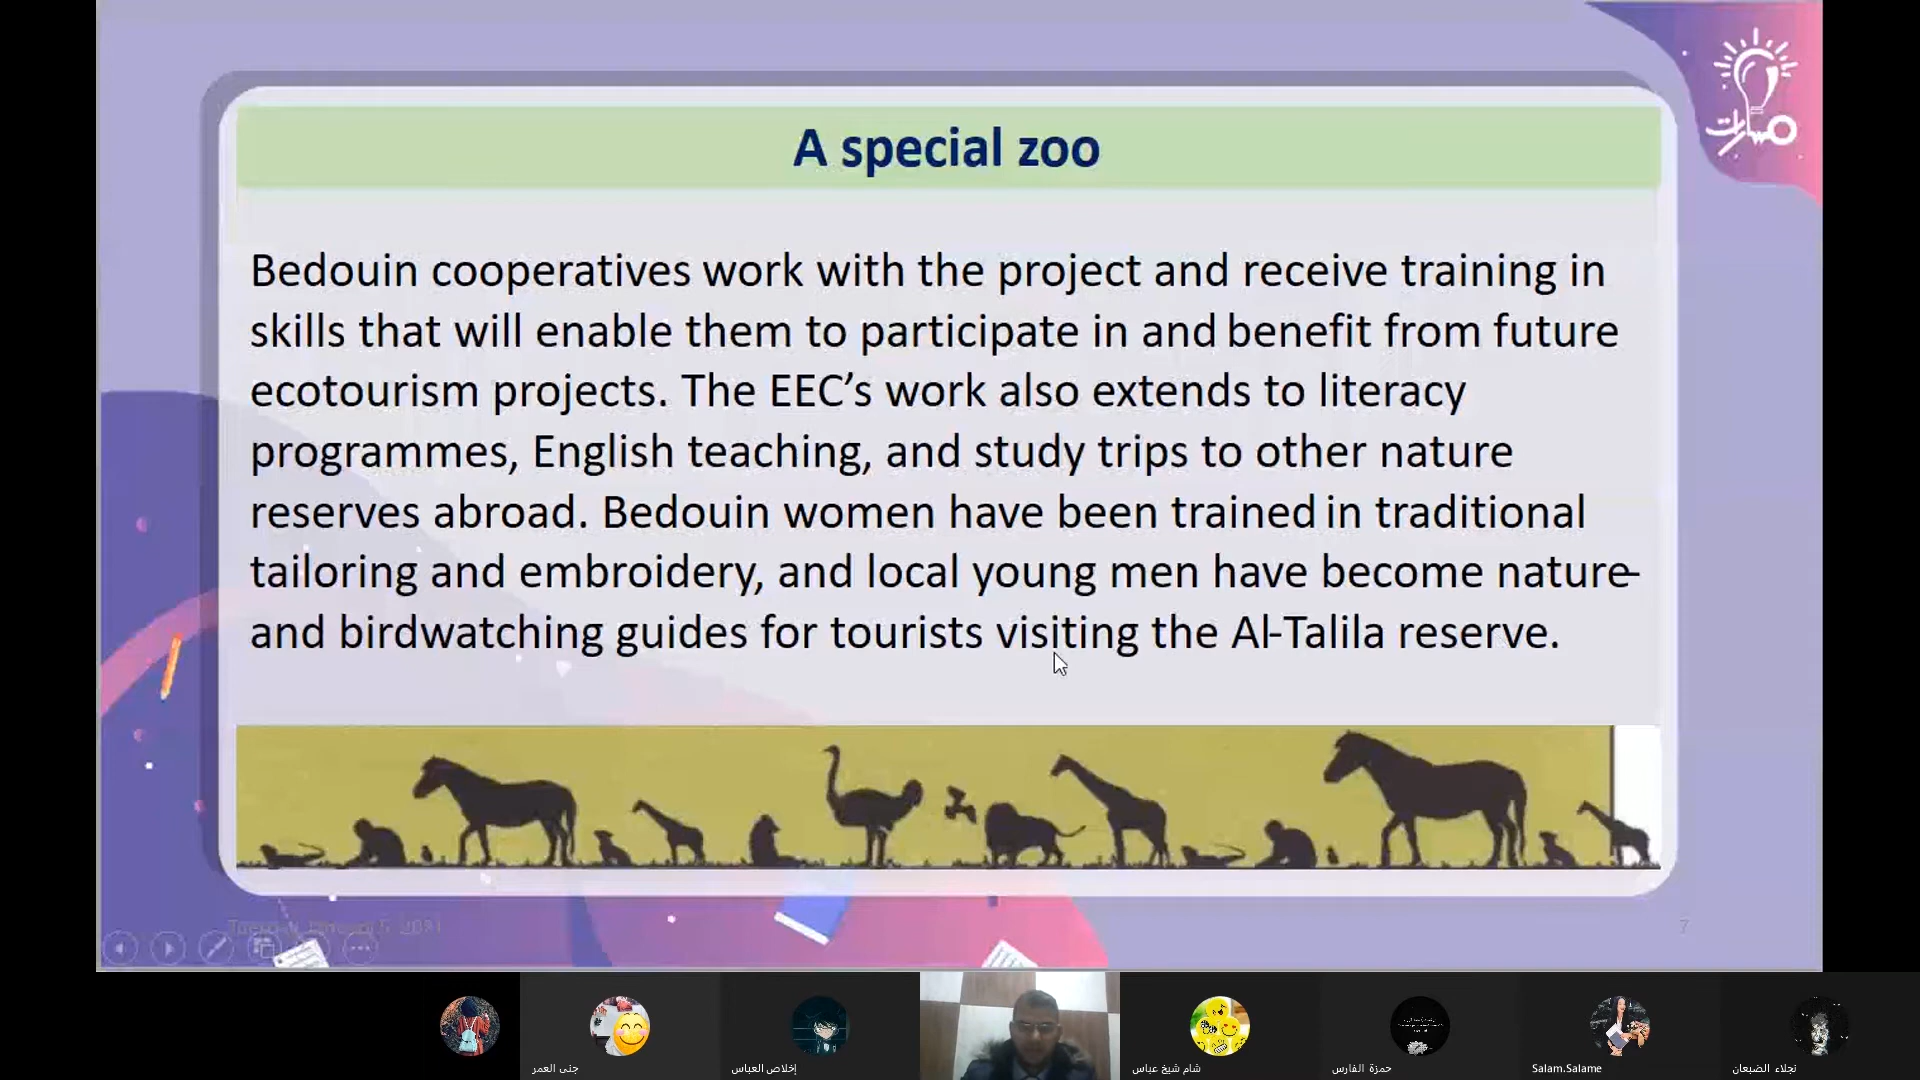 مسارات
A special zoo
Bedouin cooperatives work with the project and receive training in
skills that will enable them to participate in and benefit from future
ecotourism projects. The EEC’s work also extends to literacy
programmes, English teaching, and study trips to other nature
reserves abroad. Bedouin women have been trained in traditional
tailoring and embroidery, and local young men have become nature-
and birdwatching guides for tourists visiting the Al-Talila reserve.
2021
7
جنى العمر
إخلاص العباس
شام شيخ عباس
حمزة الفارس
Salam.Salame
نجلاء الضبعان